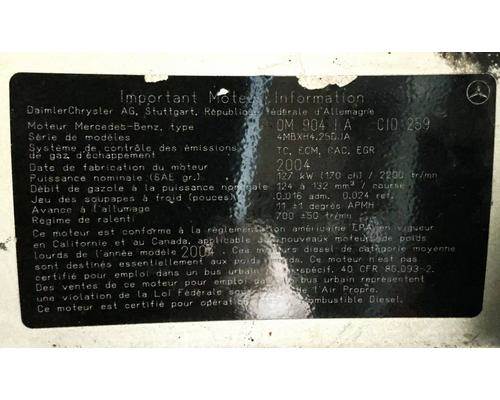 Important Moteur Information
DaimlerChrysler AG, Stuttgart, République fédérale d'Allemagne
Moteur Mercedes-Benz, type OM 904 LA CID 259
Série de modèles 4MBXH4.25DJA
Système de contrôle des émissions de gaz d'échappement TC, ECM, CAC, EGR
Date de fabrication du moteur 2004
Puissance nominale (SAE gr.) 127 kW (170 ch) / 2200 tr/mn
Débit de gazole à la puissance nominale 124 à 132 mm³ / course
Jeu des soupapes à froid (pouces) 0.016 adm. 0.024 ref.
Avance à l'allumage 11 ±1 degrés APMH
Régime de ralenti 700 ±50 tr/mn
Ce moteur est conforme à la réglementation américaine EPA en vigueur
en Californie et au Canada, applicable aux nouveaux moteurs de poids
lourds de l'année modèle 2004. Ces moteurs diesel de catégorie moyenne
sont destinés essentiellement aux poids lourds. Ce moteur n'est pas
certifié pour emploi dans un bus urbain spécif. 40 CFR 86.093-2.
Des ventes de ce moteur pour emploi bus urbain représentent
une violation de la Loi Fédérale de l'Air Propre.
Ce moteur est certifié pour opération combustible Diesel.